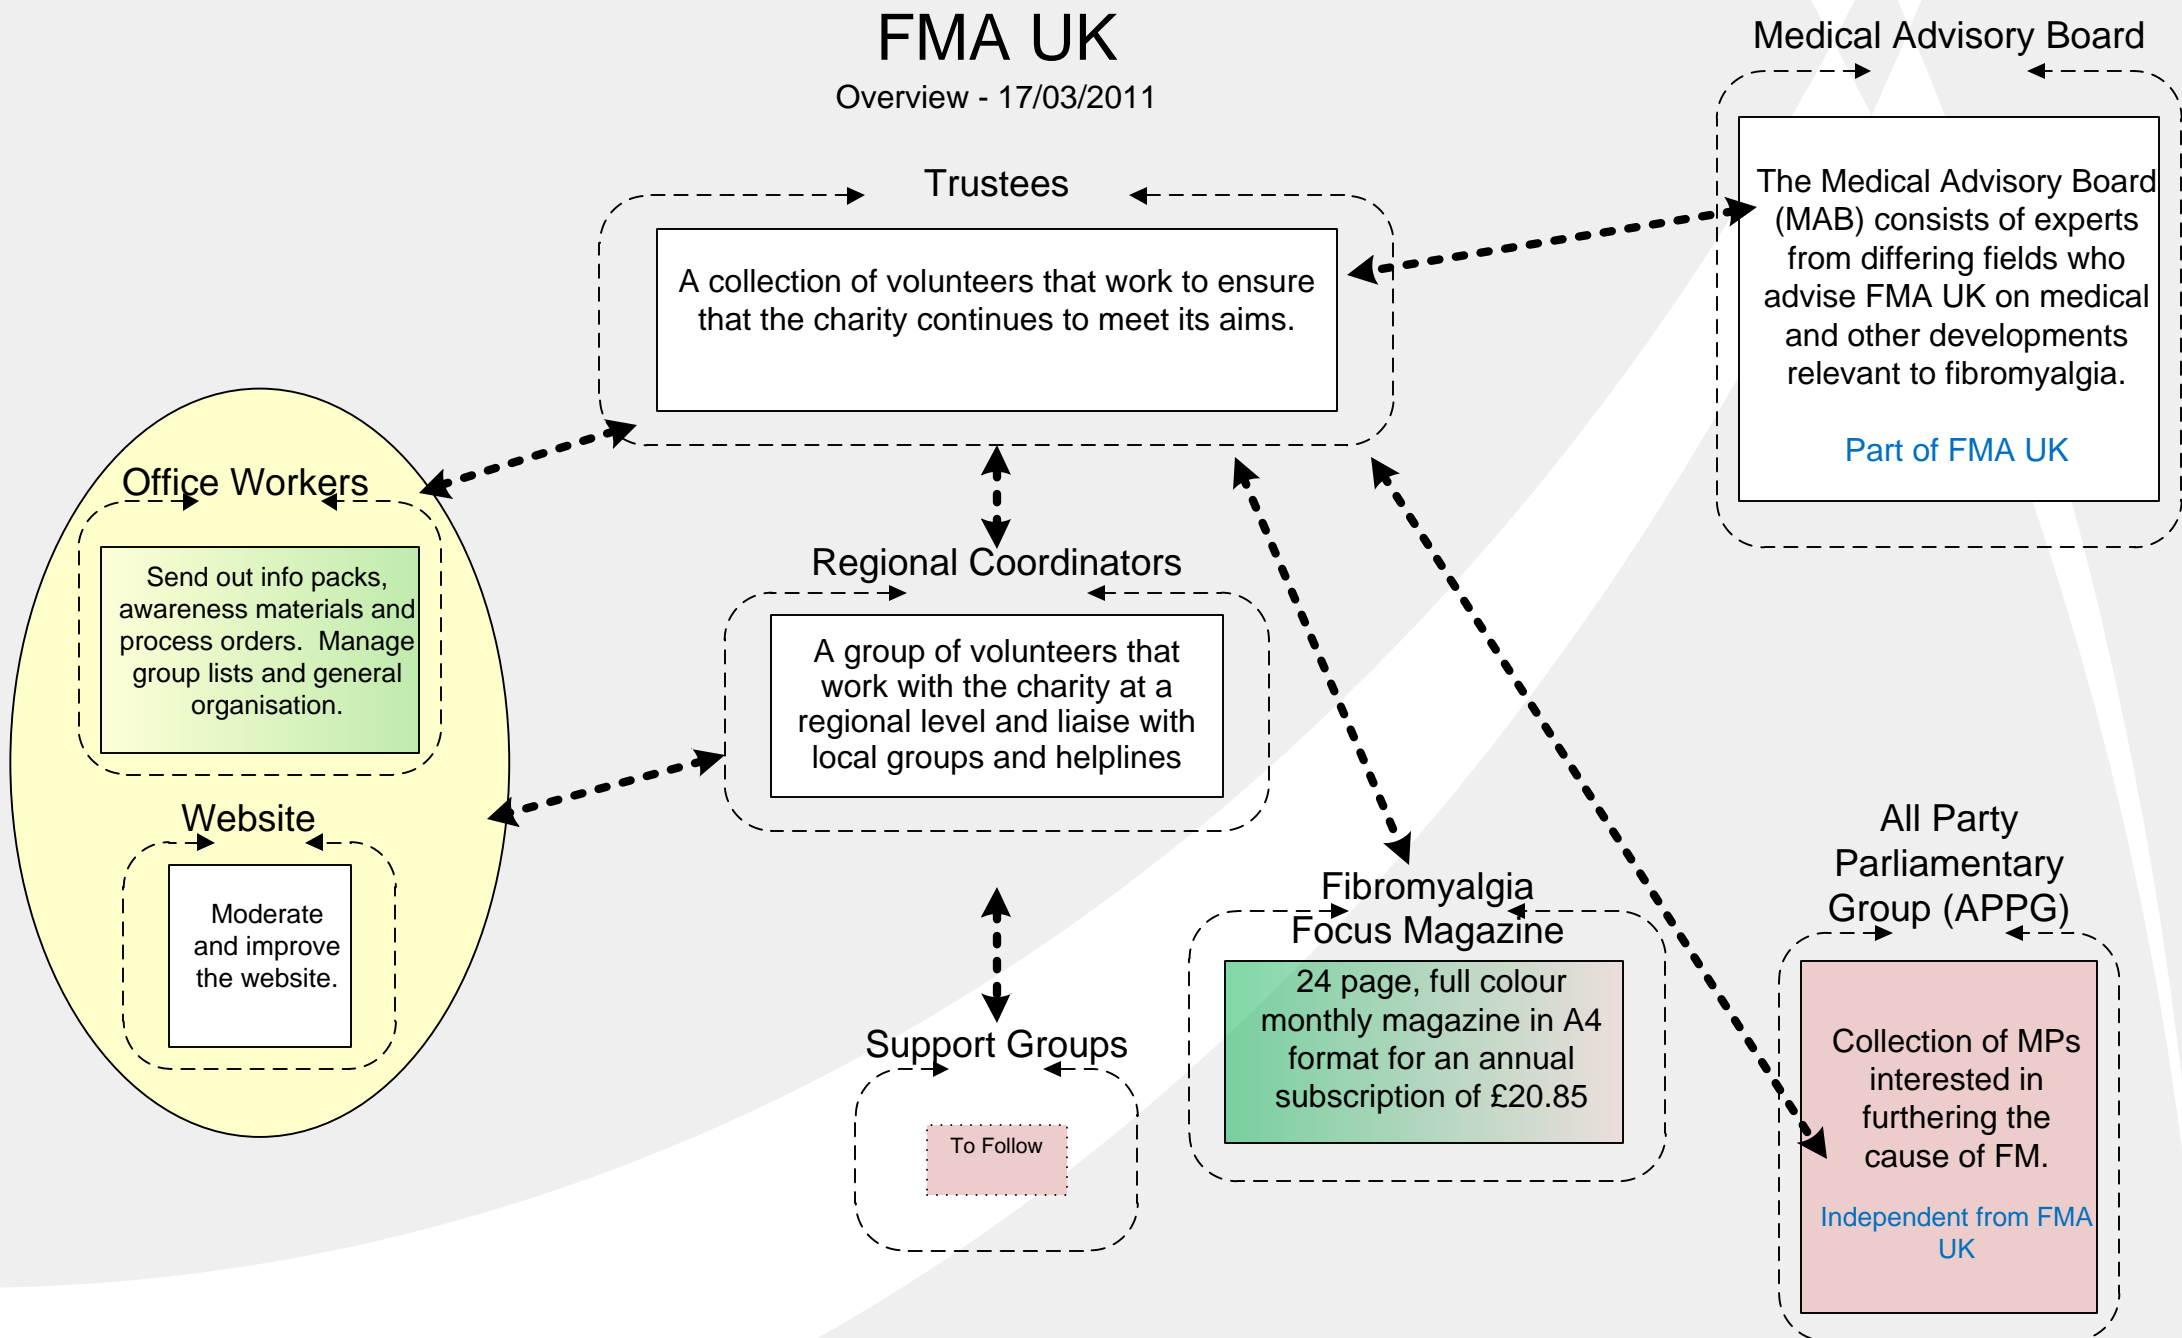 FMA UK
Overview - 17/03/2011
Medical Advisory Board
The Medical Advisory Board
(MAB) consists of experts
from differing fields who
advise FMA UK on medical
and other developments
relevant to fibromyalgia.
Part of FMA UK
Trustees
A collection of volunteers that work to ensure
that the charity continues to meet its aims.
Office Workers
Send out info packs,
awareness materials and
process orders.  Manage
group lists and general
organisation.
Website
Moderate
and improve
the website.
Regional Coordinators
A group of volunteers that
work with the charity at a
regional level and liaise with
local groups and helplines
Support Groups
To Follow
Fibromyalgia
Focus Magazine
24 page, full colour
monthly magazine in A4
format for an annual
subscription of £20.85
All Party
Parliamentary
Group (APPG)
Collection of MPs
interested in
furthering the
cause of FM.
Independent from FMA
UK